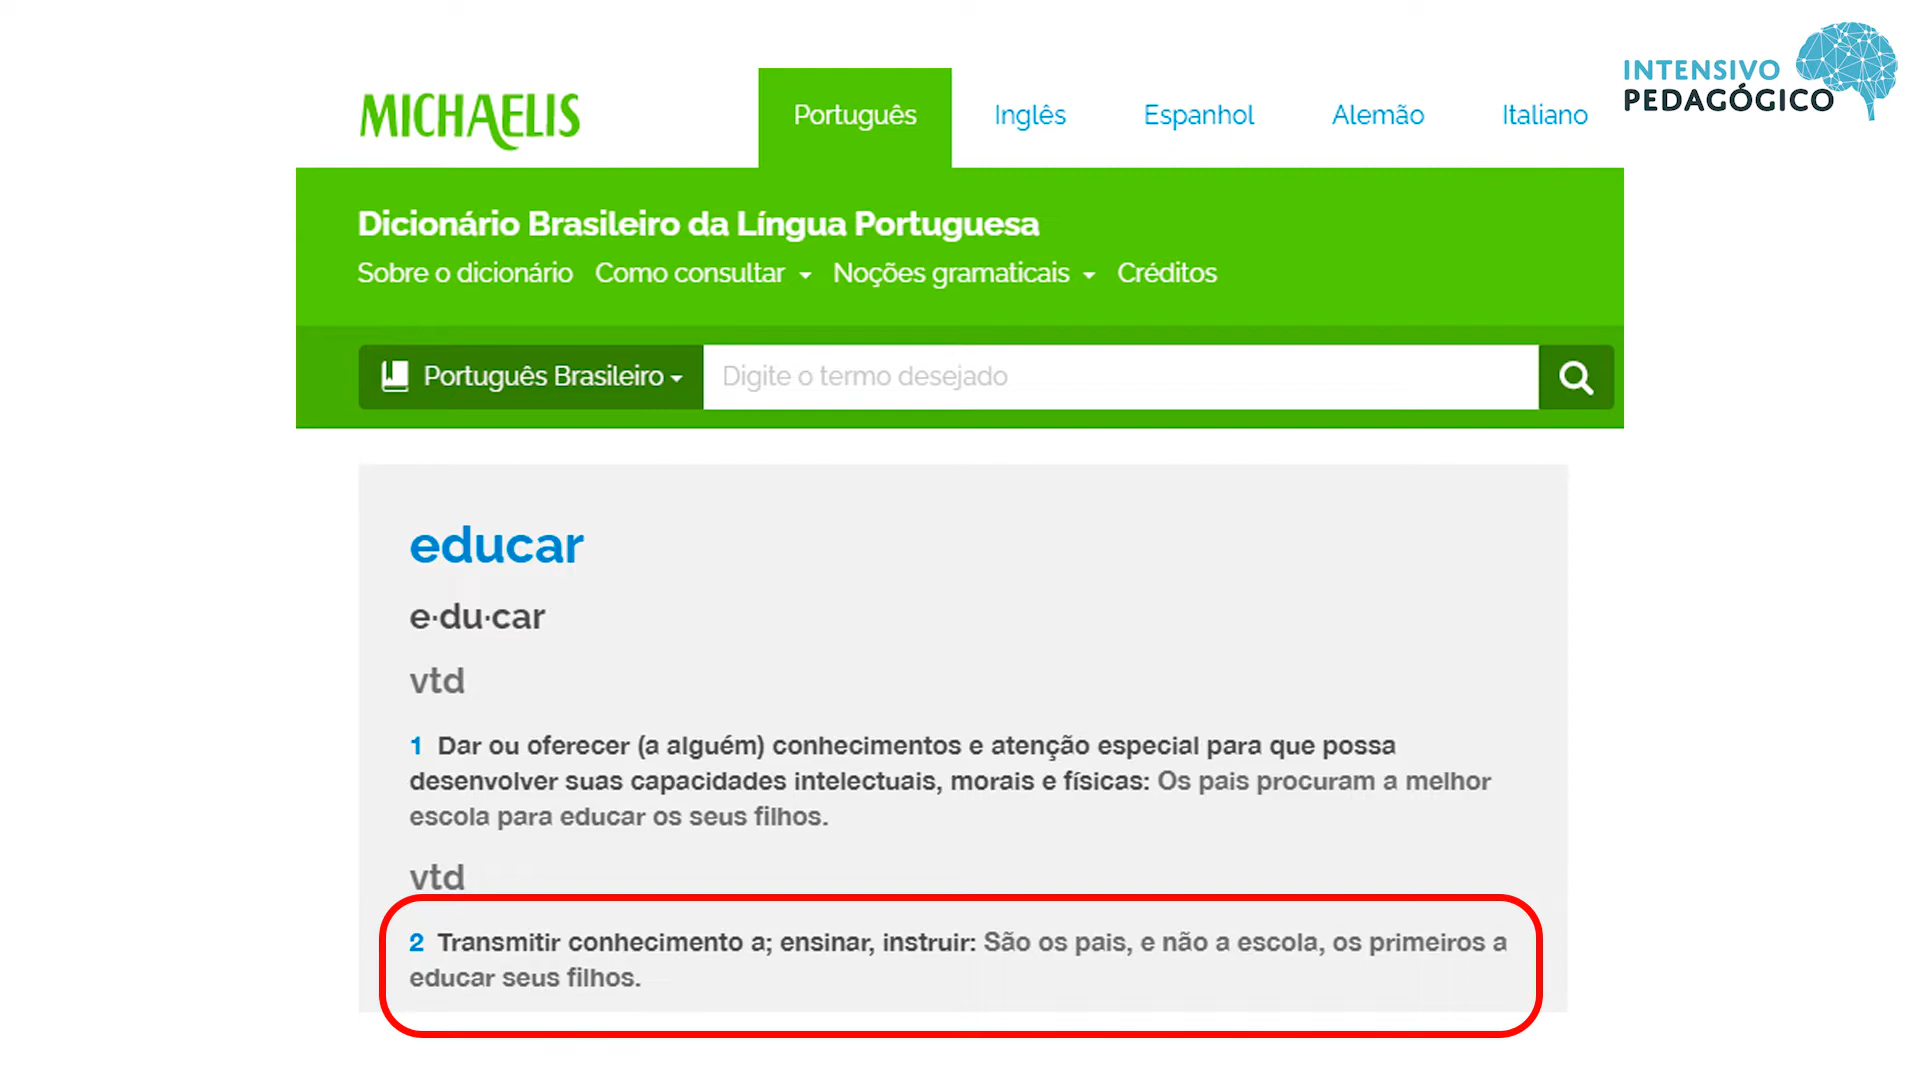 INTENSIVO
PEDAGÓGICO
MICHAELIS
Português Inglês Espanhol Alemão Italiano
Dicionário Brasileiro da Língua Portuguesa
Sobre o dicionário Como consultar Noções gramaticais Créditos
Português Brasileiro Digite o termo desejado
educar
e·du·car
vtd
1 Dar ou oferecer (a alguém) conhecimentos e atenção especial para que possa
desenvolver suas capacidades intelectuais, morais e físicas: Os pais procuram a melhor
escola para educar os seus filhos.
vtd
2 Transmitir conhecimento a; ensinar, instruir: São os pais, e não a escola, os primeiros a
educar seus filhos.